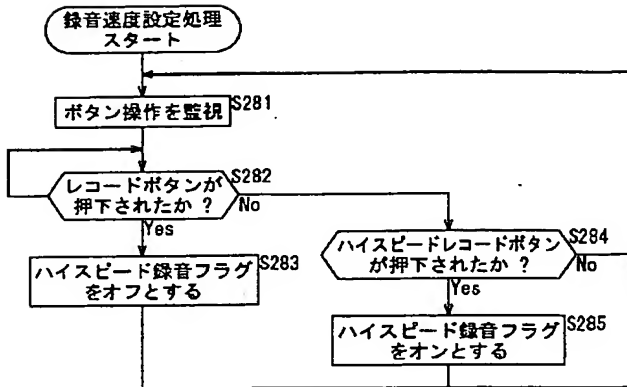 録音速度設定処理
スタート
ボタン操作を監視
S281
レコードボタンが
押下されたか ?
S282
No
Yes
ハイスピード録音フラグ
をオフとする
S283
ハイスピードレコードボタン
が押下されたか ?
S284
No
Yes
ハイスピード録音フラグ
をオンとする
S285